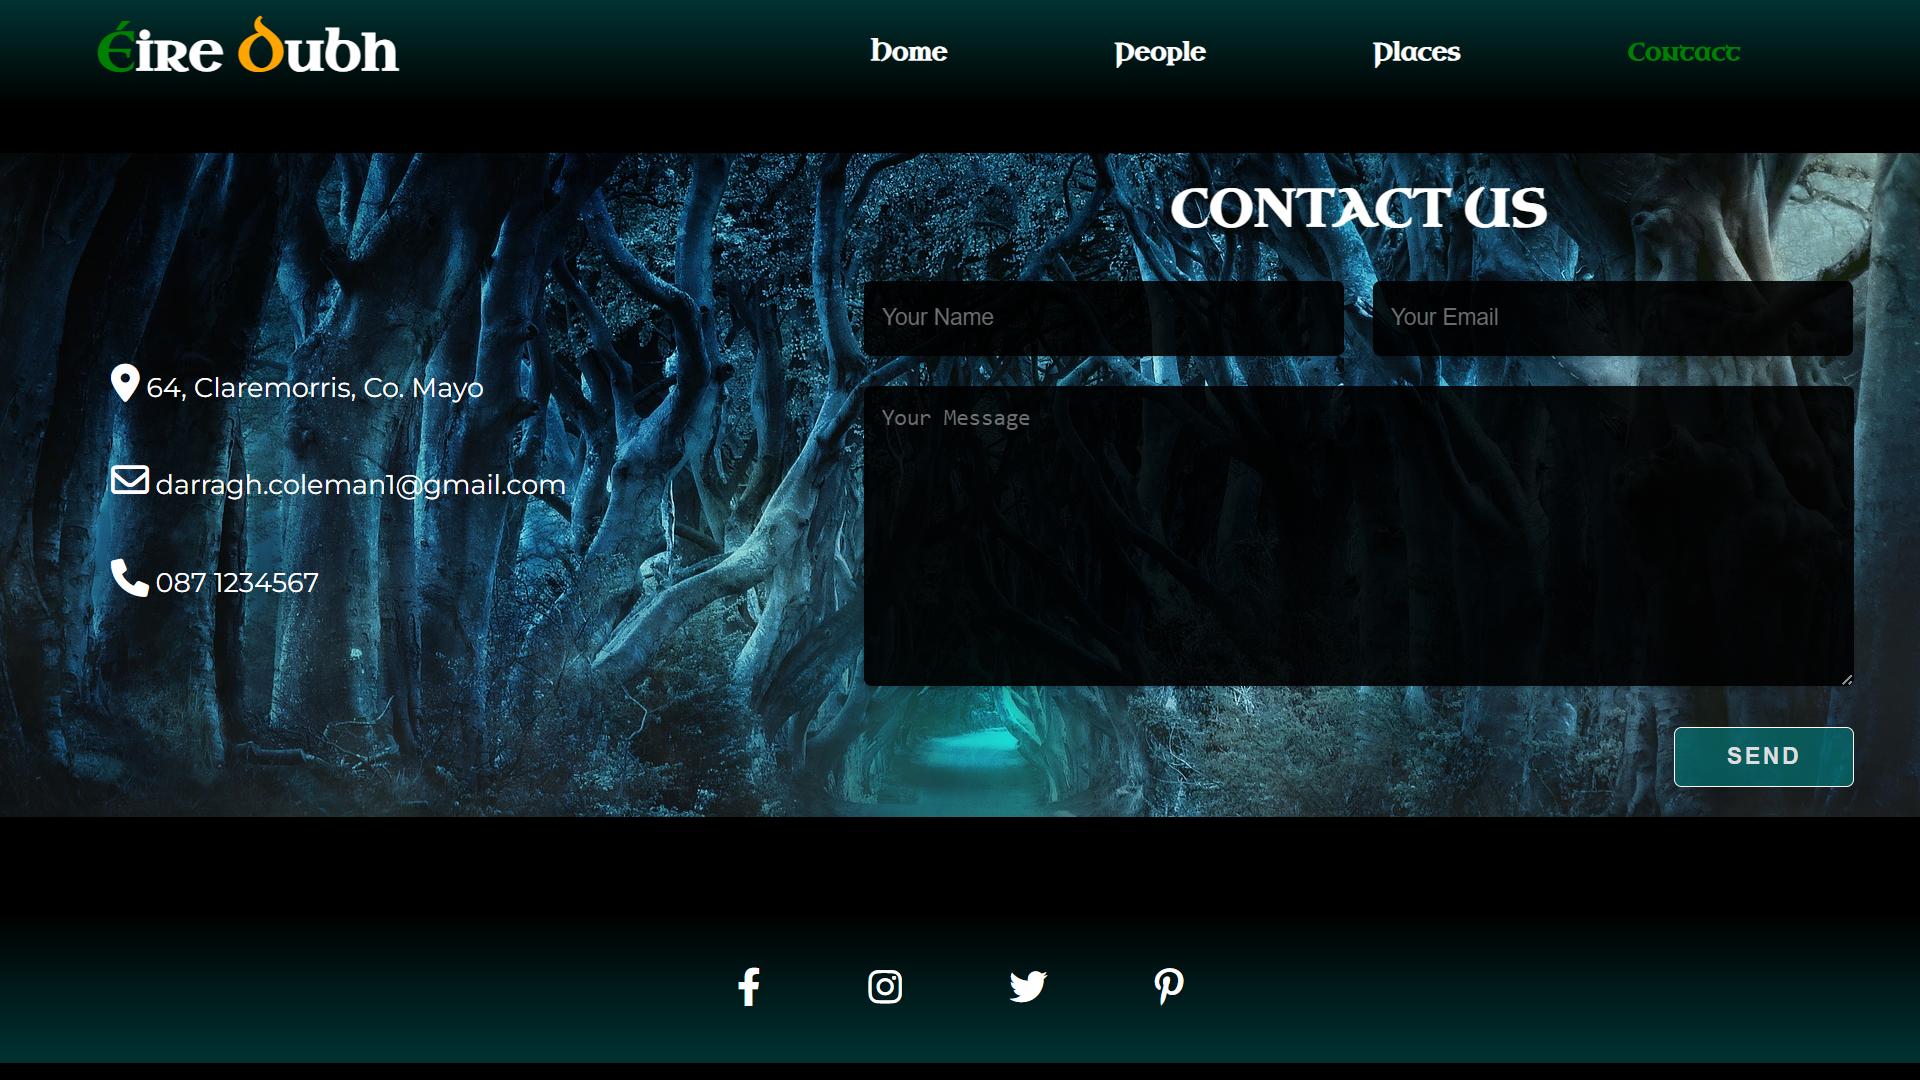 Éire Dubh
Home
People
Places
Contact
CONTACT US
Your Name
Your Email
64, Claremorris, Co. Mayo
Your Message
darragh.coleman1@gmail.com
087 1234567
SEND